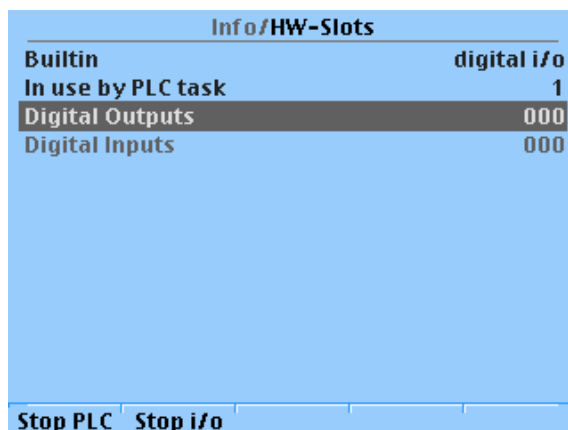 Info/HW-Slots
Builtin digital i/o
In use by PLC task 1
Digital Outputs 000
Digital Inputs 000
Stop PLC Stop i/o